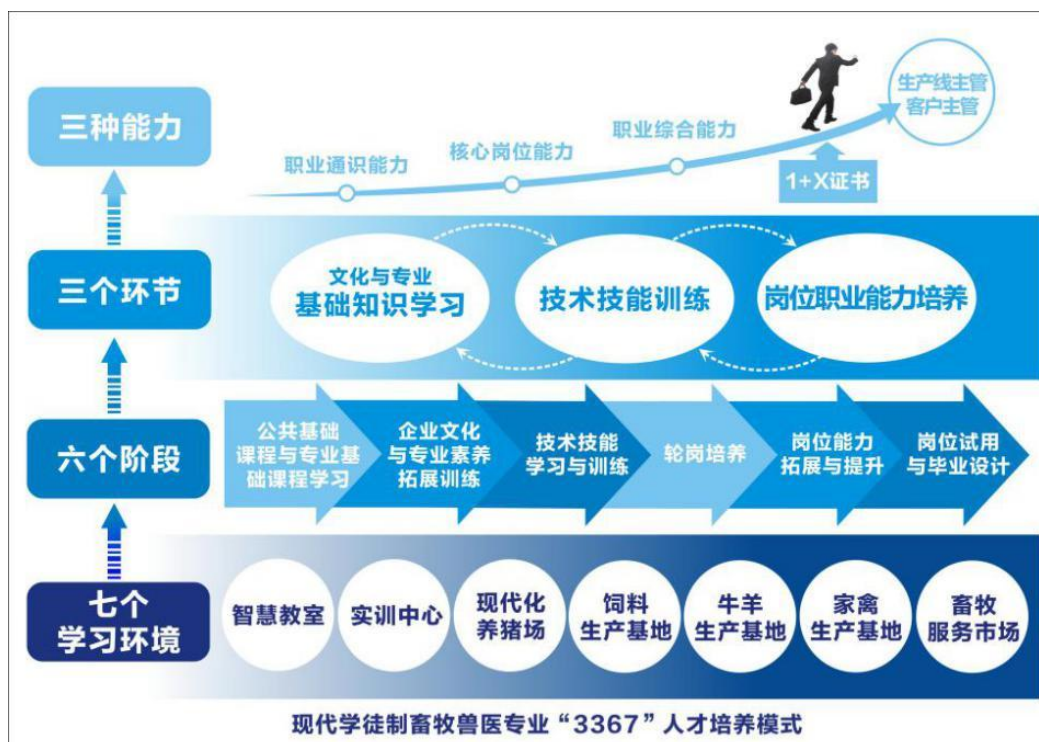 生产线主管
客户主管
三种能力
职业通识能力
核心岗位能力
职业综合能力
1+X证书
三个环节
文化与专业
基础知识学习
技术技能训练
岗位职业能力培养
六个阶段
公共基础
课程与专业基
础课程学习
企业文化
与专业素养
拓展训练
技术技能
学习与训练
轮岗培养
岗位能力
拓展与提升
岗位试用
与毕业设计
七个
学习环境
智慧教室
实训中心
现代化
养猪场
饲料
生产基地
牛羊
生产基地
家禽
生产基地
畜牧
服务市场
现代学徒制畜牧兽医专业“3367”人才培养模式